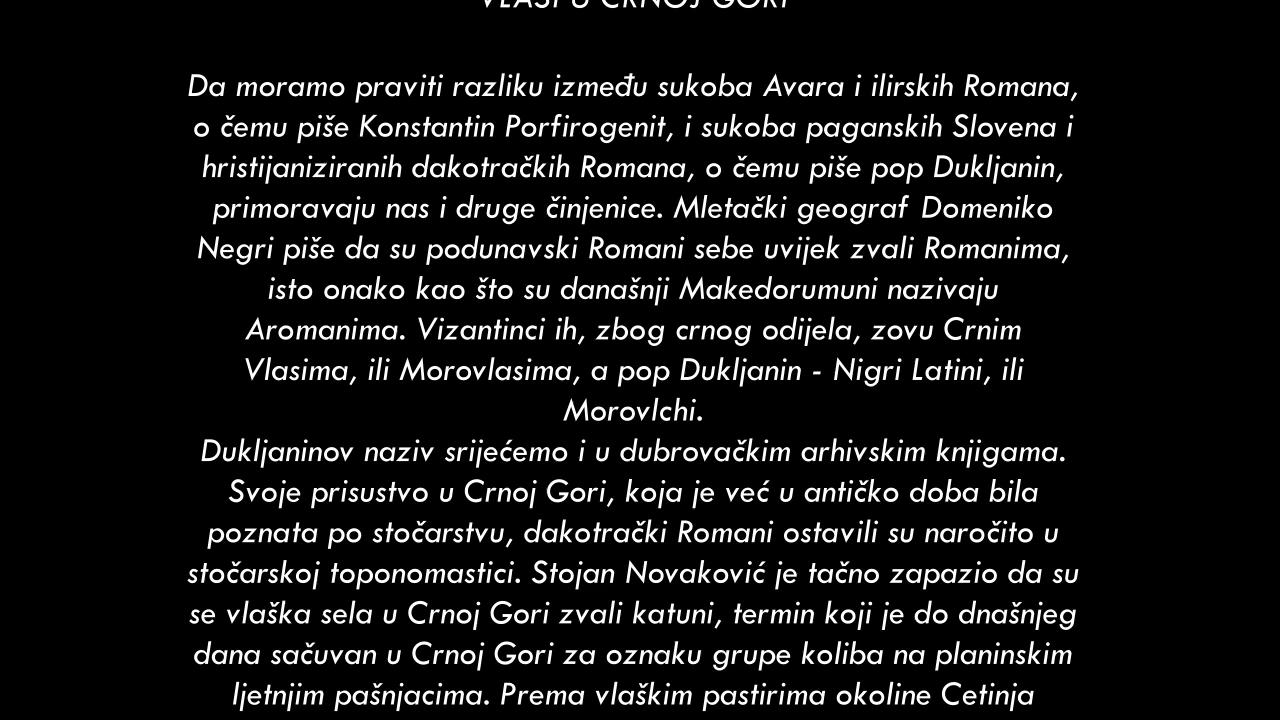 VLASI U CRNOJ GORI
Da moramo praviti razliku između sukoba Avara i ilirskih Romana,
o čemu piše Konstantin Porfirogenit, i sukoba paganskih Slovena i
hristijaniziranih dakotračkih Romana, o čemu piše pop Dukljanin,
primoravaju nas i druge činjenice. Mletački geograf Domeniko
Negri piše da su podunavski Romani sebe uvijek zvali Romanima,
isto onako kao što su današnji Makedorumuni nazivaju
Aromanima. Vizantinci ih, zbog crnog odijela, zovu Crnim
Vlasima, ili Morovlasima, a pop Dukljanin - Nigri Latini, ili
Morovlchi.
Dukljaninov naziv srijećemo i u dubrovačkim arhivskim knjigama.
Svoje prisustvo u Crnoj Gori, koja je već u antičko doba bila
poznata po stočarstvu, dakotrački Romani ostavili su naročito u
stočarskoj toponomastici. Stojan Novaković je tačno zapazio da su
se vlaška sela u Crnoj Gori zvali katuni, termin koji je do dnašnjeg
dana sačuvan u Crnoj Gori za oznaku grupe koliba na planinskim
ljetnjim pašnjacima. Prema vlaškim pastirima okoline Cetinja